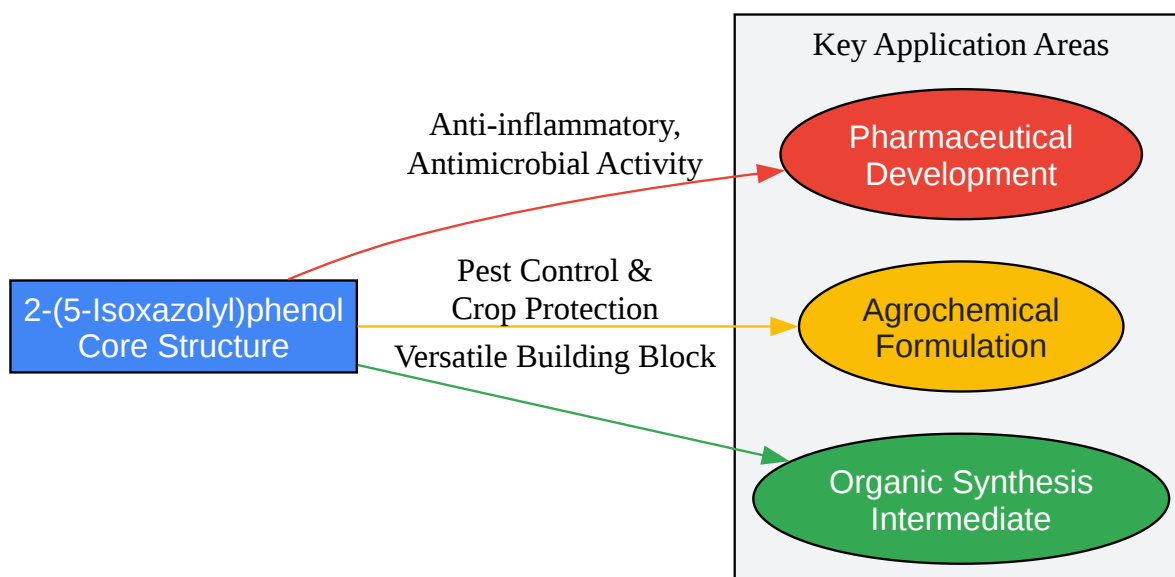 Key Application Areas
Anti-inflammatory,
Antimicrobial Activity
Pharmaceutical
Development
2-(5-Isoxazolyl)phenol
Core Structure
Pest Control &
Crop Protection
Agrochemical
Formulation
Versatile Building Block
Organic Synthesis
Intermediate